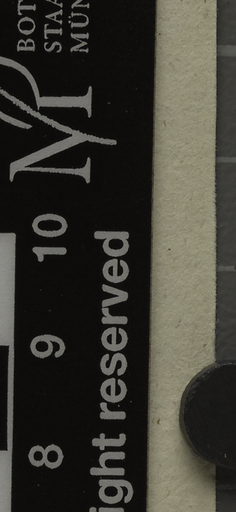 BOT
STAA
MÜN
M
8 9 10
ight reserved